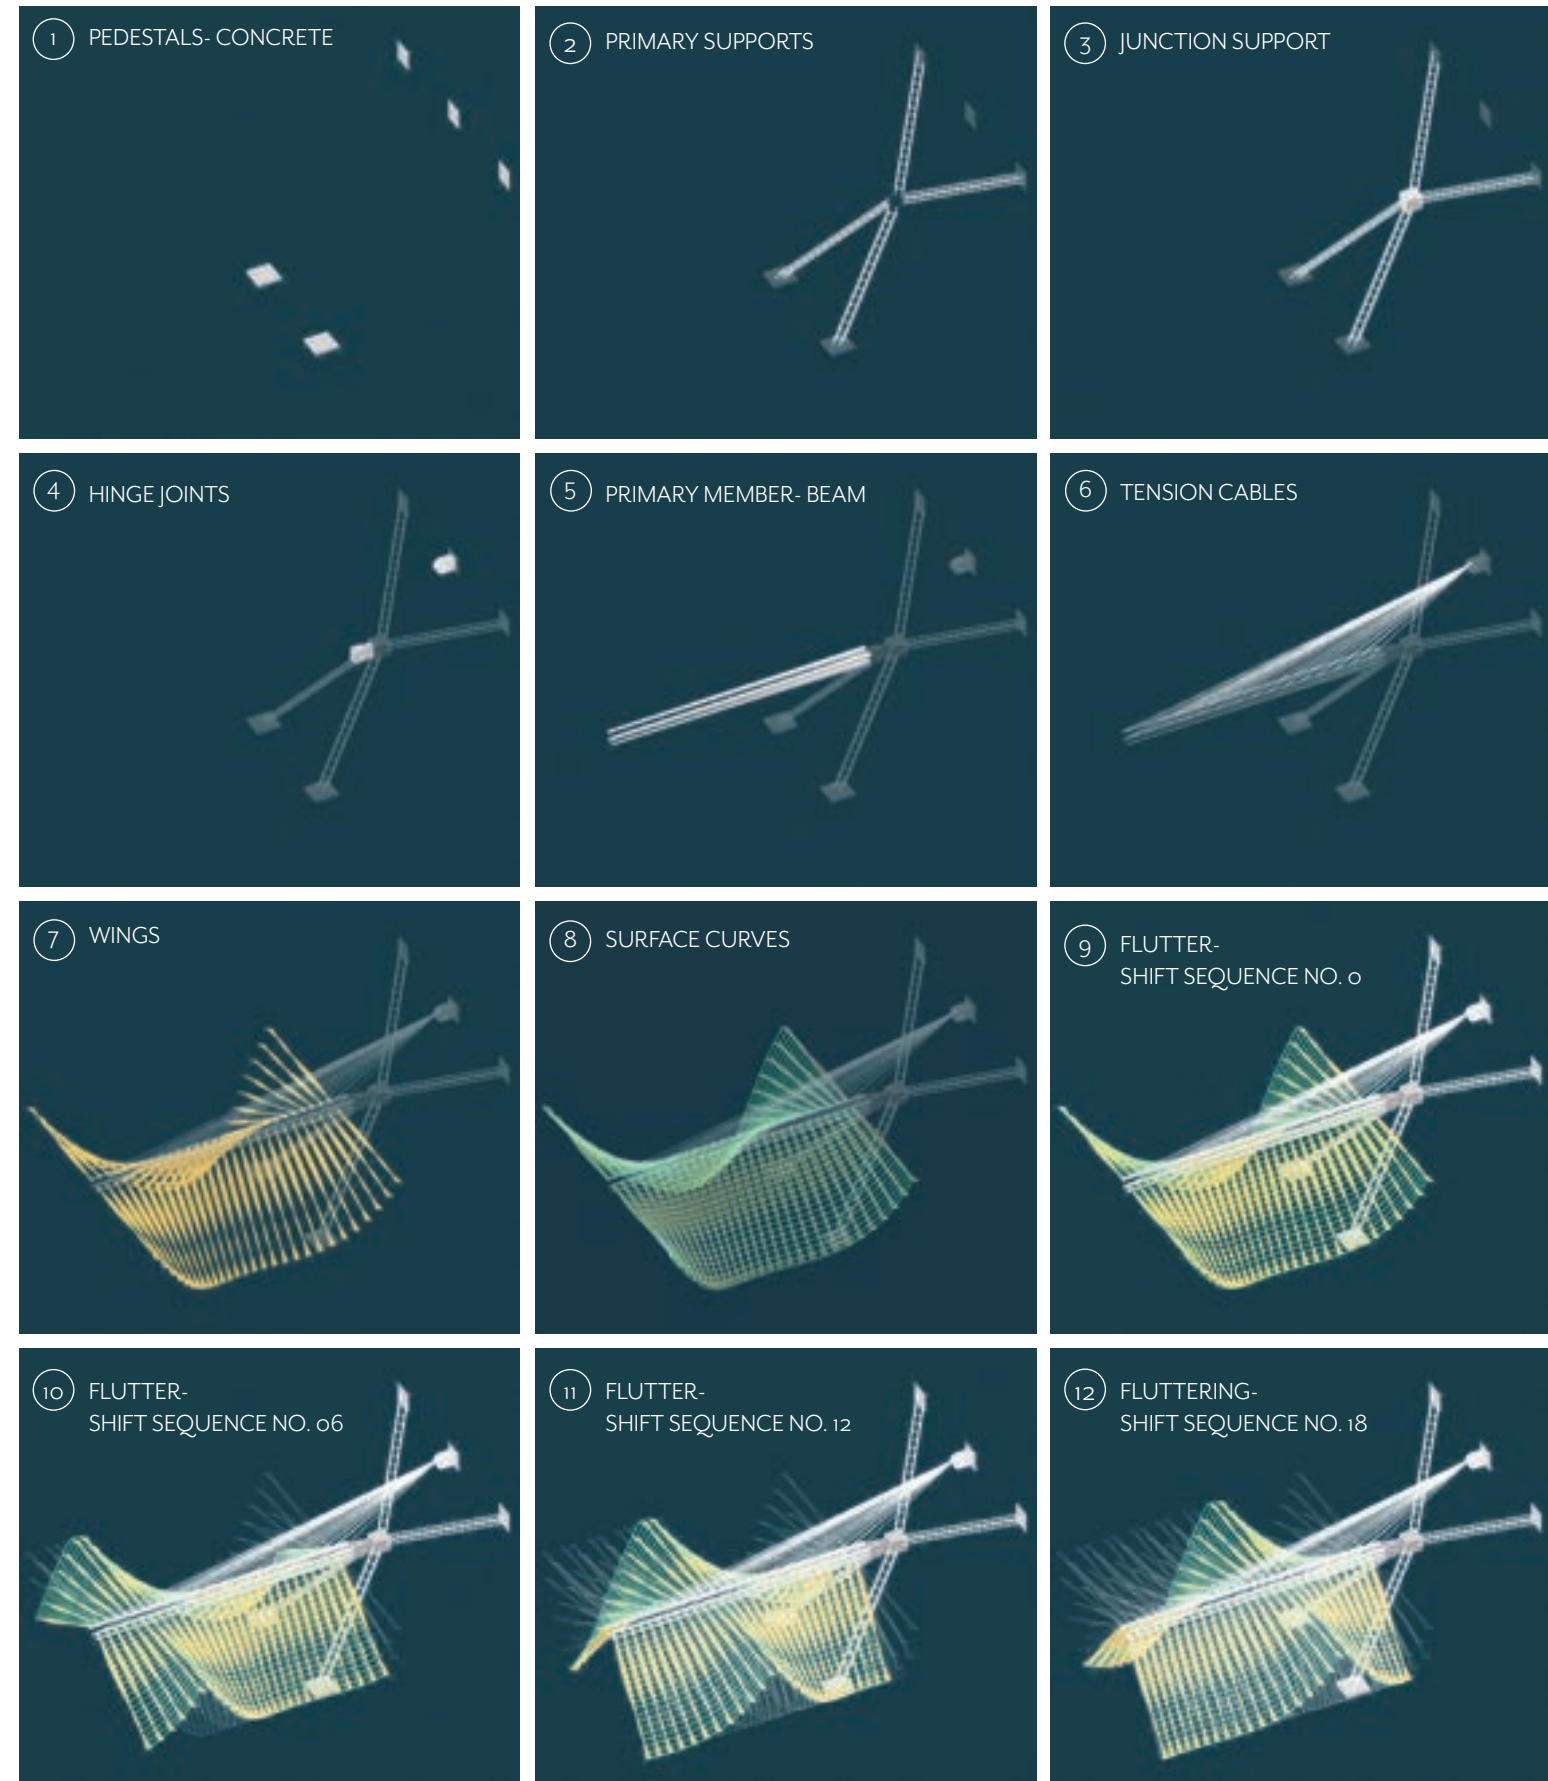 1 PEDESTALS- CONCRETE
2 PRIMARY SUPPORTS
3 JUNCTION SUPPORT
4 HINGE JOINTS
5 PRIMARY MEMBER- BEAM
6 TENSION CABLES
7 WINGS
8 SURFACE CURVES
9 FLUTTER-
SHIFT SEQUENCE NO. 0
10 FLUTTER-
SHIFT SEQUENCE NO. 06
11 FLUTTER-
SHIFT SEQUENCE NO. 12
12 FLUTTERING-
SHIFT SEQUENCE NO. 18